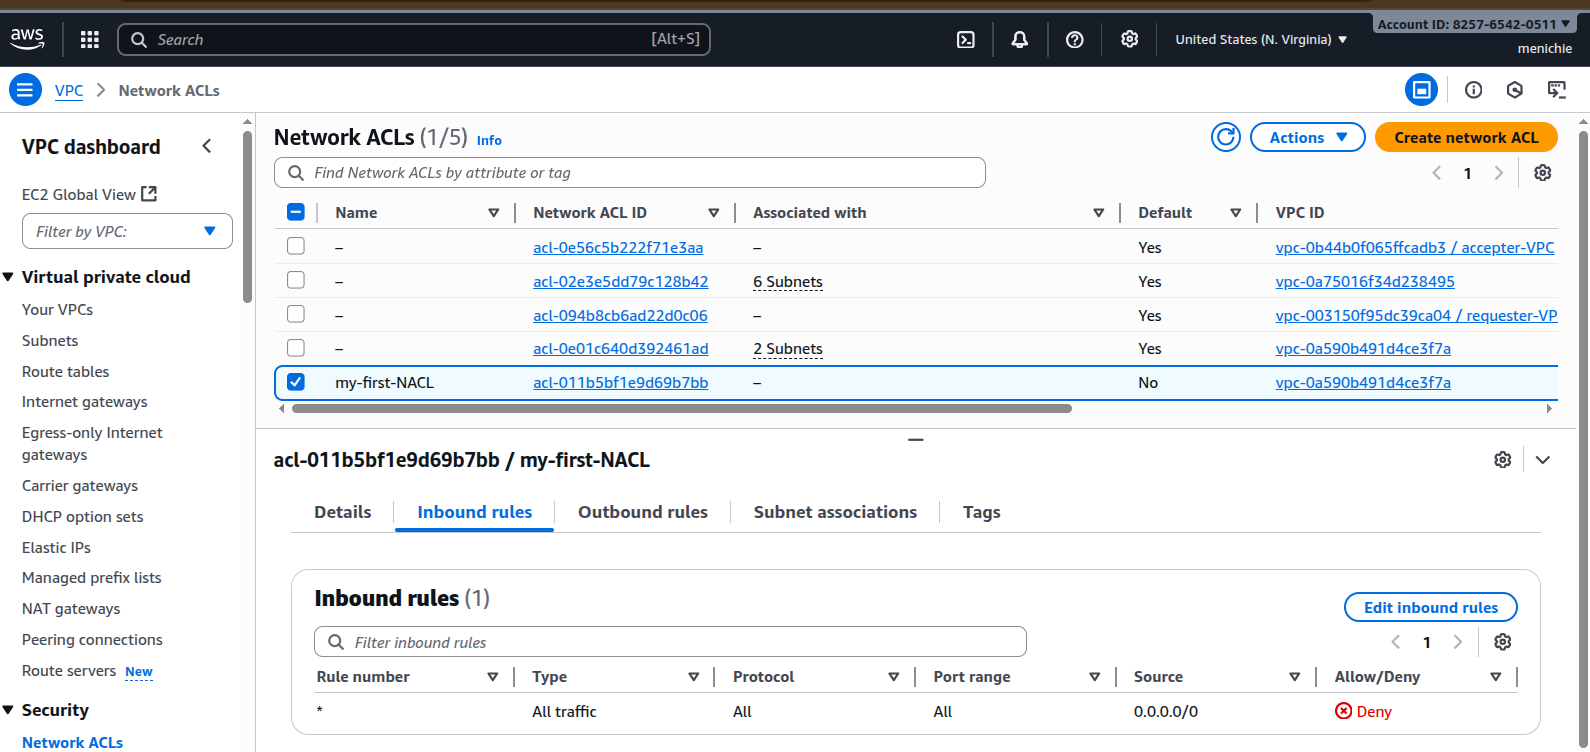 aws
Search
[Alt+S]
United States (N. Virginia)
Account ID: 8257-6542-0511
menichie
VPC
Network ACLs
VPC dashboard
EC2 Global View
Filter by VPC:
Virtual private cloud
Your VPCs
Subnets
Route tables
Internet gateways
Egress-only Internet
gateways
Carrier gateways
DHCP option sets
Elastic IPs
Managed prefix lists
NAT gateways
Peering connections
Route servers New
Security
Network ACLs
Network ACLs (1/5) Info
Actions
Create network ACL
Find Network ACLs by attribute or tag
1
Name Network ACL ID Associated with Default VPC ID
– acl-0e56c5b222f71e3aa – Yes vpc-0b44b0f065ffcadb3 / accepter-VPC
– acl-02e3e5dd79c128b42 6 Subnets Yes vpc-0a75016f34d238495
– acl-094b8cb6ad22d0c06 – Yes vpc-003150f95dc39ca04 / requester-VP
– acl-0e01c640d392461ad 2 Subnets Yes vpc-0a590b491d4ce3f7a
my-first-NACL acl-011b5bf1e9d69b7bb – No vpc-0a590b491d4ce3f7a
acl-011b5bf1e9d69b7bb / my-first-NACL
Details Inbound rules Outbound rules Subnet associations Tags
Inbound rules (1)
Edit inbound rules
Filter inbound rules
1
Rule number Type Protocol Port range Source Allow/Deny
* All traffic All All 0.0.0.0/0 Deny